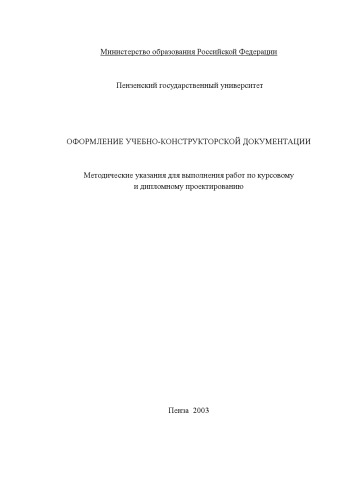 Министерство образования Российской Федерации
Пензенский государственный университет
ОФОРМЛЕНИЕ УЧЕБНО-КОНСТРУКТОРСКОЙ ДОКУМЕНТАЦИИ
Методические указания для выполнения работ по курсовому
и дипломному проектированию
Пенза 2003